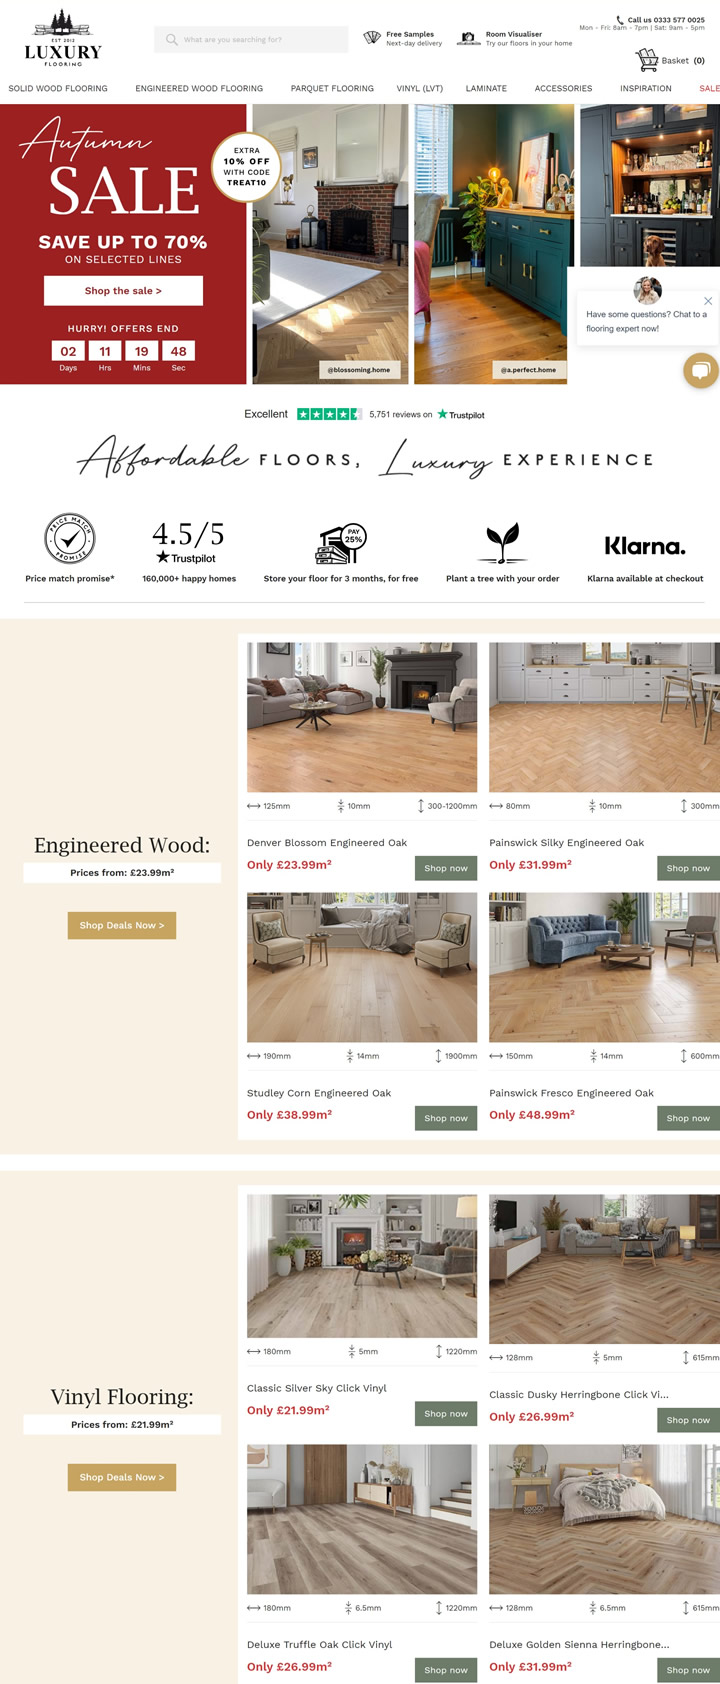 EST 2012
LUXURY
FLOORING
What are you searching for?
Free Samples
Next-day delivery
Room Visualiser
Try our floors in your home
Call us 0333 577 0025
Mon - Fri: 8am - 7pm | Sat: 9am - 5pm
Basket (0)
SOLID WOOD FLOORING
ENGINEERED WOOD FLOORING
PARQUET FLOORING
VINYL (LVT)
LAMINATE
ACCESSORIES
INSPIRATION
SALE
Autumn
SALE
SAVE UP TO 70%
ON SELECTED LINES
Shop the sale >
HURRY! OFFERS END
02 11 19 48
Days Hrs Mins Sec
EXTRA
10% OFF
WITH CODE
TREAT10
@blossoming.home
@a.perfect.home
Have some questions? Chat to a
flooring expert now!
Excellent
5,751 reviews on Trustpilot
Affordable FLOORS, Luxury EXPERIENCE
PRICE MATCH PROMISE
Price match promise*
4.5/5
Trustpilot
160,000+ happy homes
PAY
25%
Store your floor for 3 months, for free
Plant a tree with your order
Klarna.
Klarna available at checkout
Engineered Wood:
Prices from: £23.99m²
Shop Deals Now >
125mm 10mm 300-1200mm
Denver Blossom Engineered Oak
Only £23.99m²
Shop now
80mm 10mm 300mm
Painswick Silky Engineered Oak
Only £31.99m²
Shop now
190mm 14mm 1900mm
Studley Corn Engineered Oak
Only £38.99m²
Shop now
150mm 14mm 600mm
Painswick Fresco Engineered Oak
Only £48.99m²
Shop now
Vinyl Flooring:
Prices from: £21.99m²
Shop Deals Now >
180mm 5mm 1220mm
Classic Silver Sky Click Vinyl
Only £21.99m²
Shop now
128mm 5mm 615mm
Classic Dusky Herringbone Click Vi...
Only £26.99m²
Shop now
180mm 6.5mm 1220mm
Deluxe Truffle Oak Click Vinyl
Only £26.99m²
Shop now
128mm 6.5mm 615mm
Deluxe Golden Sienna Herringbone...
Only £31.99m²
Shop now